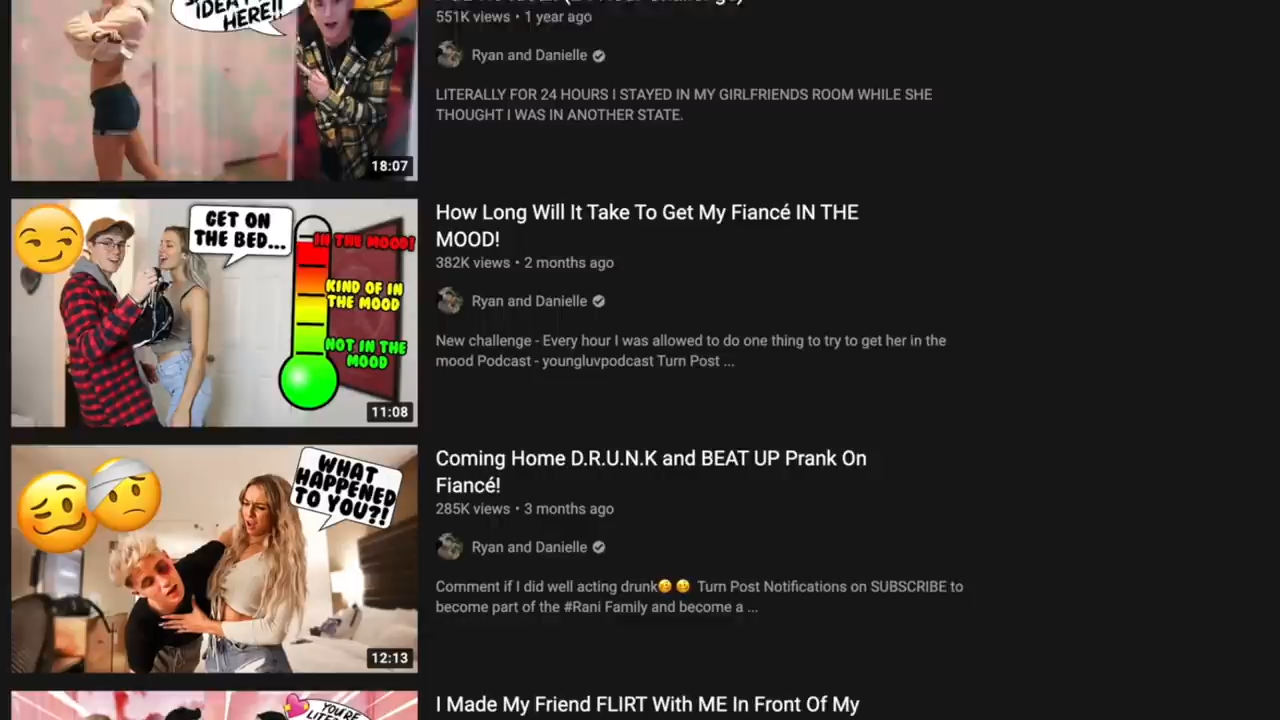 IDEA
HERE!!
18:07
551K views • 1 year ago
Ryan and Danielle
LITERALLY FOR 24 HOURS I STAYED IN MY GIRLFRIENDS ROOM WHILE SHE
THOUGHT I WAS IN ANOTHER STATE.
GET ON
THE BED...
IN THE MOOD!
KIND OF IN
THE MOOD
NOT IN THE
MOOD
11:08
How Long Will It Take To Get My Fiancé IN THE
MOOD!
382K views • 2 months ago
Ryan and Danielle
New challenge - Every hour I was allowed to do one thing to try to get her in the
mood Podcast - youngluvpodcast Turn Post ...
WHAT
HAPPENED
TO YOU?!
12:13
Coming Home D.R.U.N.K and BEAT UP Prank On
Fiancé!
285K views • 3 months ago
Ryan and Danielle
Comment if I did well acting drunk🥴🥴 Turn Post Notifications on SUBSCRIBE to
become part of the #Rani Family and become a ...
YOU'RE
I Made My Friend FLIRT With ME In Front Of My